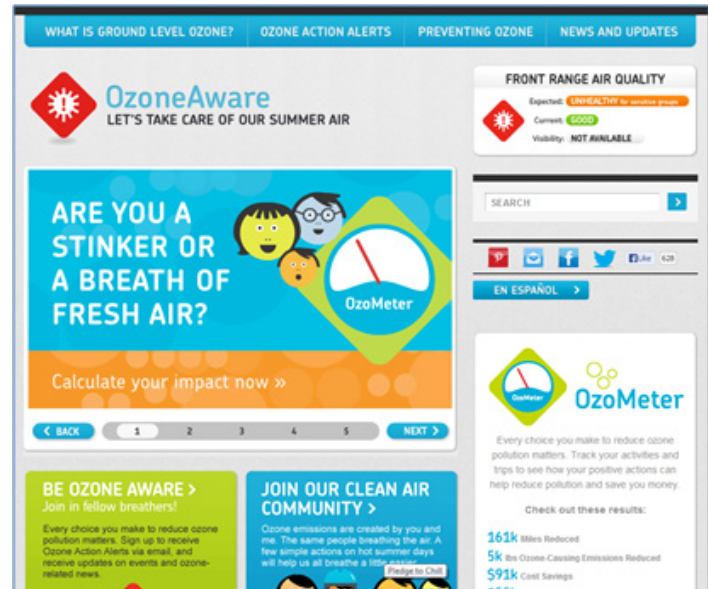 WHAT IS GROUND LEVEL OZONE? OZONE ACTION ALERTS PREVENTING OZONE NEWS AND UPDATES
OzoneAware
LET'S TAKE CARE OF OUR SUMMER AIR
FRONT RANGE AIR QUALITY
Expected: UNHEALTHY for sensitive groups
Current: GOOD
Visibility: NOT AVAILABLE
SEARCH
Like 628
EN ESPAÑOL >
ARE YOU A
STINKER OR
A BREATH OF
FRESH AIR?
OzoMeter
Calculate your impact now »
< BACK 1 2 3 4 5 NEXT >
BE OZONE AWARE >
Join in fellow breathers!
Every choice you make to reduce ozone
pollution matters. Sign up to receive
Ozone Action Alerts via email, and
receive updates on events and ozone-
related news.
JOIN OUR CLEAN AIR
COMMUNITY >
Ozone emissions are created by you and
me. The same people breathing the air. A
few simple actions on hot summer days
will help us all breathe a little easier.
Pledge to Chill
OzoMeter
OzoMeter
Every choice you make to reduce ozone
pollution matters. Track your activities and
trips to see how your positive actions can
help reduce pollution and save you money.
Check out these results:
161k Miles Reduced
5k lbs Ozone-Causing Emissions Reduced
$91k Cost Savings